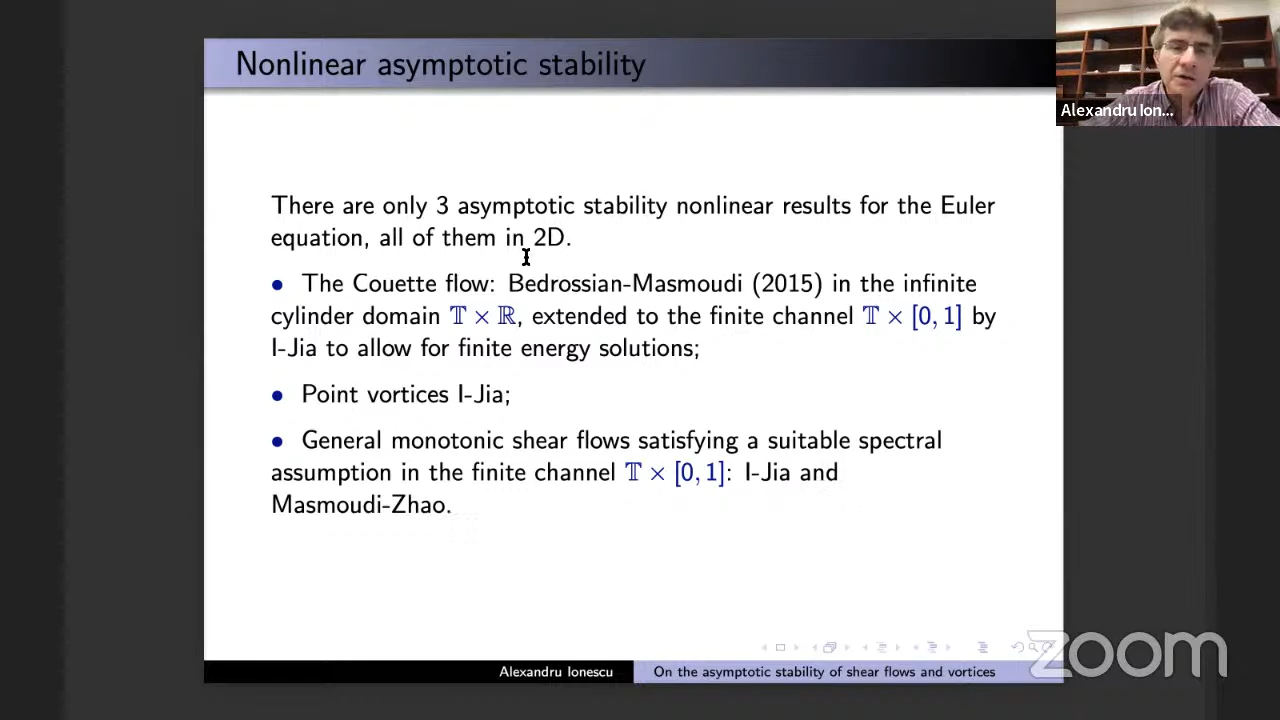 Nonlinear asymptotic stability
Alexandru Ion...
There are only 3 asymptotic stability nonlinear results for the Euler
equation, all of them in 2D.
• The Couette flow: Bedrossian-Masmoudi (2015) in the infinite
cylinder domain 𝕋 × ℝ, extended to the finite channel 𝕋 × [0, 1] by
I-Jia to allow for finite energy solutions;
• Point vortices I-Jia;
• General monotonic shear flows satisfying a suitable spectral
assumption in the finite channel 𝕋 × [0, 1]: I-Jia and
Masmoudi-Zhao.
zoom
Alexandru Ionescu On the asymptotic stability of shear flows and vortices